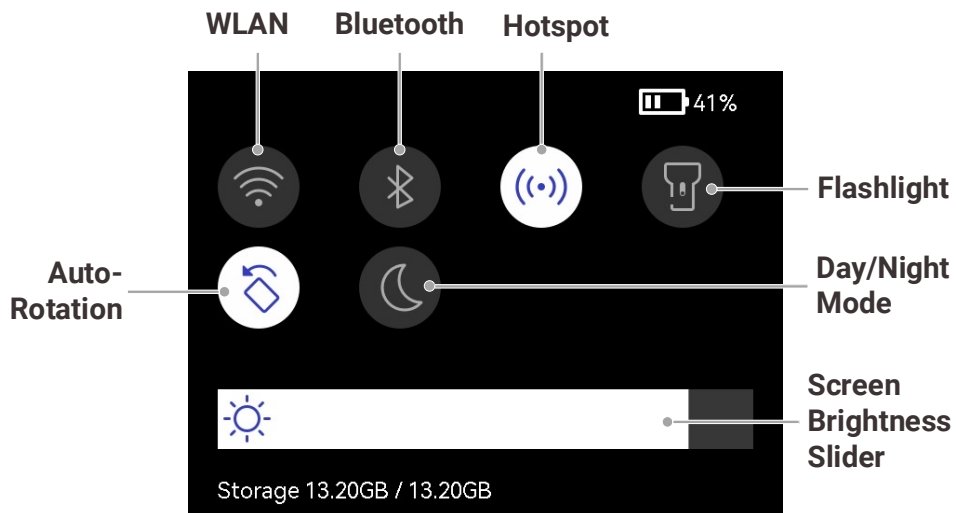 WLAN
Bluetooth
Hotspot
41%
Flashlight
Auto-
Rotation
Day/Night
Mode
Screen
Brightness
Slider
Storage 13.20GB / 13.20GB